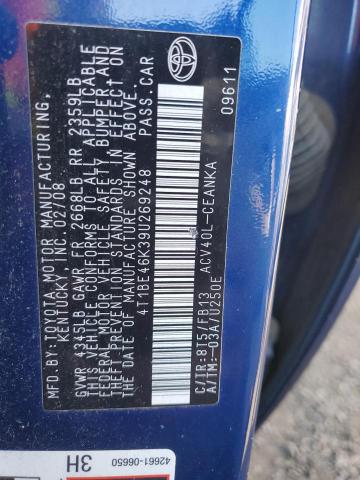 MFD.BY:TOYOTA MOTOR MANUFACTURING,
KENTUCKY, INC. 02/08
GVWR 4345LB GAWR FR 2668LB RR 2359LB
THIS VEHICLE CONFORMS TO ALL APPLICABLE
FEDERAL MOTOR VEHICLE SAFETY, BUMPER, AND
THEFT PREVENTION STANDARDS IN EFFECT ON
THE DATE OF MANUFACTURE SHOWN ABOVE.
4T1BE46K39U269248 PASS.CAR
C/TR:8T5/FB13
A/TM:-03A/U250E
ACV40L-CEANKA
09611
42661-06650
3H